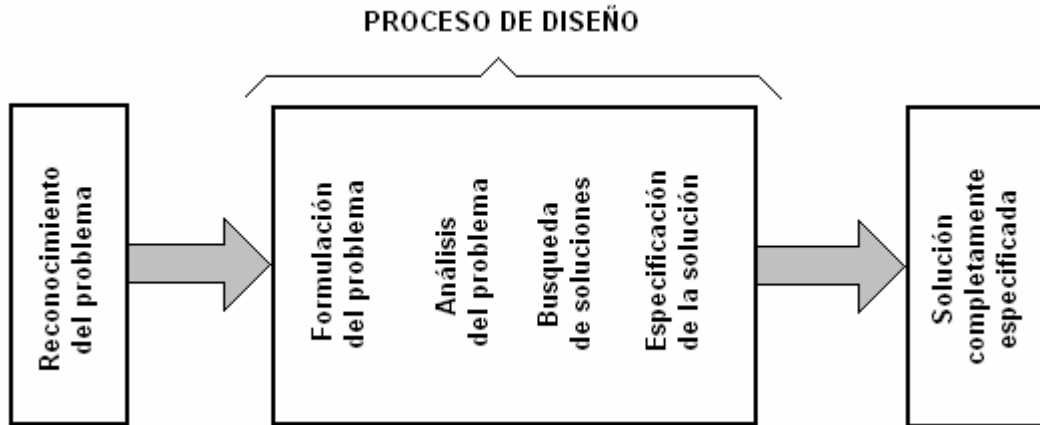 PROCESO DE DISEÑO
Reconocimiento
del problema
Formulación
del problema
Análisis
del problema
Busqueda
de soluciones
Especificación
de la solución
Solución
completamente
especificada